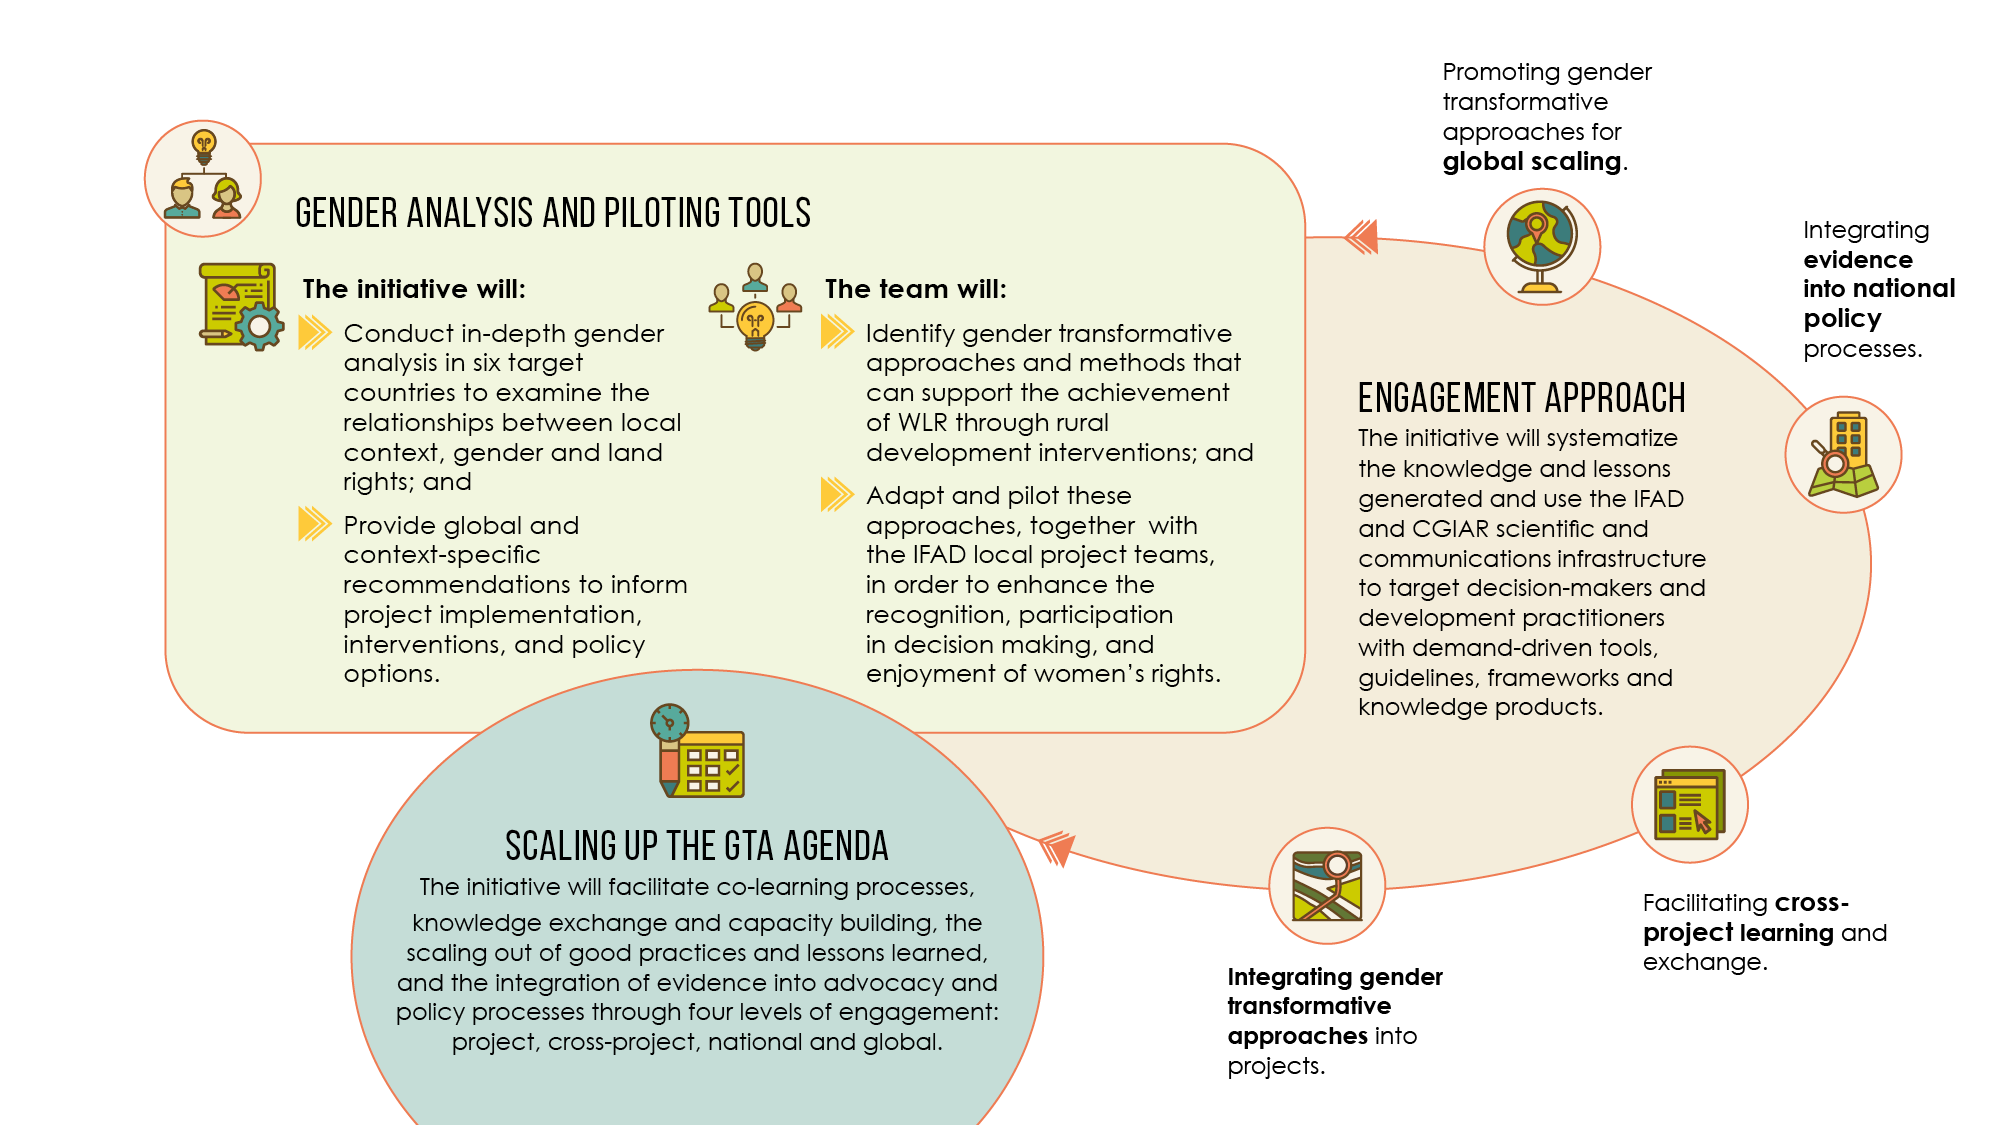 GENDER ANALYSIS AND PILOTING TOOLS
The initiative will:
Conduct in-depth gender
analysis in six target
countries to examine the
relationships between local
context, gender and land
rights; and
Provide global and
context-specific
recommendations to inform
project implementation,
interventions, and policy
options.
The team will:
Identify gender transformative
approaches and methods that
can support the achievement
of WLR through rural
development interventions; and
Adapt and pilot these
approaches, together with
the IFAD local project teams,
in order to enhance the
recognition, participation
in decision making, and
enjoyment of women’s rights.
Promoting gender
transformative
approaches for
global scaling.
Integrating
evidence
into national
policy
processes.
ENGAGEMENT APPROACH
The initiative will systematize
the knowledge and lessons
generated and use the IFAD
and CGIAR scientific and
communications infrastructure
to target decision-makers and
development practitioners
with demand-driven tools,
guidelines, frameworks and
knowledge products.
Facilitating cross-
project learning and
exchange.
Integrating gender
transformative
approaches into
projects.
SCALING UP THE GTA AGENDA
The initiative will facilitate co-learning processes,
knowledge exchange and capacity building, the
scaling out of good practices and lessons learned,
and the integration of evidence into advocacy and
policy processes through four levels of engagement:
project, cross-project, national and global.